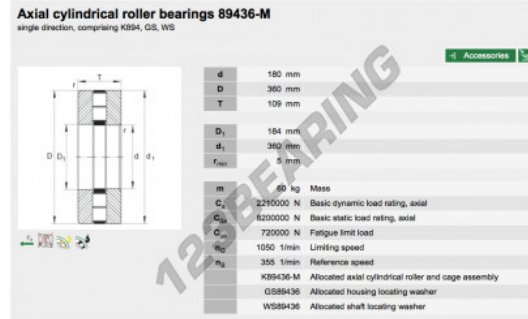 Axial cylindrical roller bearings 89436-M
single direction, comprising K894, GS, WS
Accessories
d 180 mm
D 360 mm
T 109 mm
D1 184 mm
d1 360 mm
rmin 5 mm
m 60 kg Mass
Ca 2210000 N Basic dynamic load rating, axial
C0a 8200000 N Basic static load rating, axial
Cua 720000 N Fatigue limit load
nG 1050 1/min Limiting speed
nB 355 1/min Reference speed
K89436-M Allocated axial cylindrical roller and cage assembly
GS89436 Allocated housing locating washer
WS89436 Allocated shaft locating washer
T
r
r
D D1 d d1
123BEARING